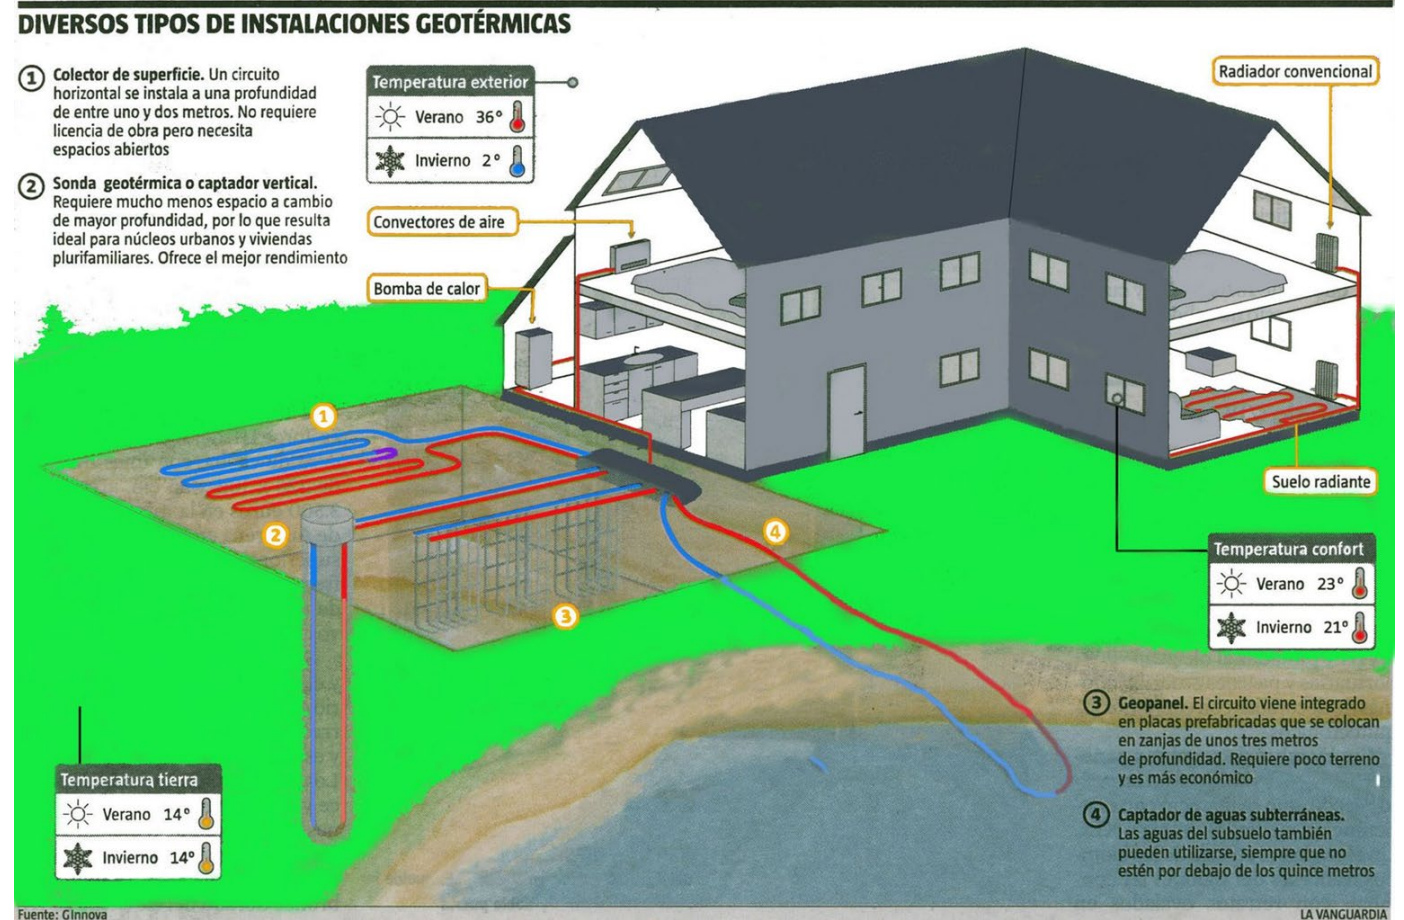 DIVERSOS TIPOS DE INSTALACIONES GEOTÉRMICAS
1 Colector de superficie. Un circuito
horizontal se instala a una profundidad
de entre uno y dos metros. No requiere
licencia de obra pero necesita
espacios abiertos
2 Sonda geotérmica o captador vertical.
Requiere mucho menos espacio a cambio
de mayor profundidad, por lo que resulta
ideal para núcleos urbanos y viviendas
plurifamiliares. Ofrece el mejor rendimiento
Temperatura exterior
Verano 36°
Invierno 2°
Convectores de aire
Bomba de calor
Radiador convencional
1
2
3
4
Suelo radiante
Temperatura confort
Verano 23°
Invierno 21°
Temperatura tierra
Verano 14°
Invierno 14°
3 Geopanel. El circuito viene integrado
en placas prefabricadas que se colocan
en zanjas de unos tres metros
de profundidad. Requiere poco terreno
y es más económico
4 Captador de aguas subterráneas.
Las aguas del subsuelo también
pueden utilizarse, siempre que no
estén por debajo de los quince metros
Fuente: GInnova
LA VANGUARDIA